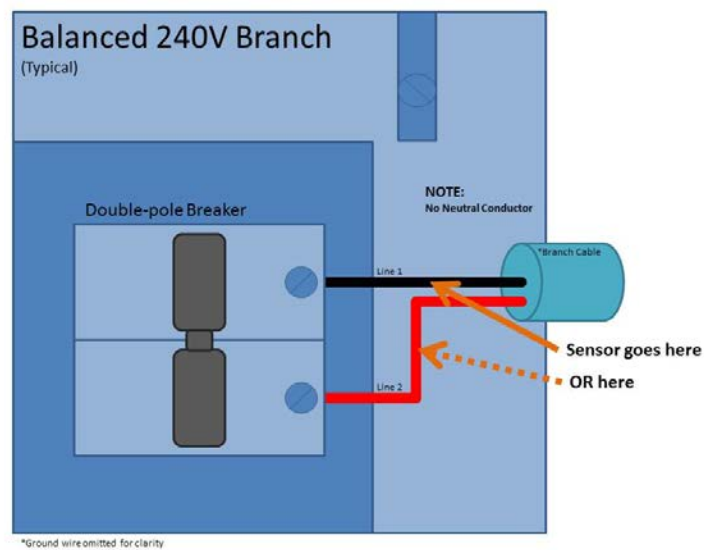 Balanced 240V Branch
(Typical)
NOTE:
No Neutral Conductor
Double-pole Breaker
*Branch Cable
Line 1
Sensor goes here
OR here
Line 2
*Ground wire omitted for clarity